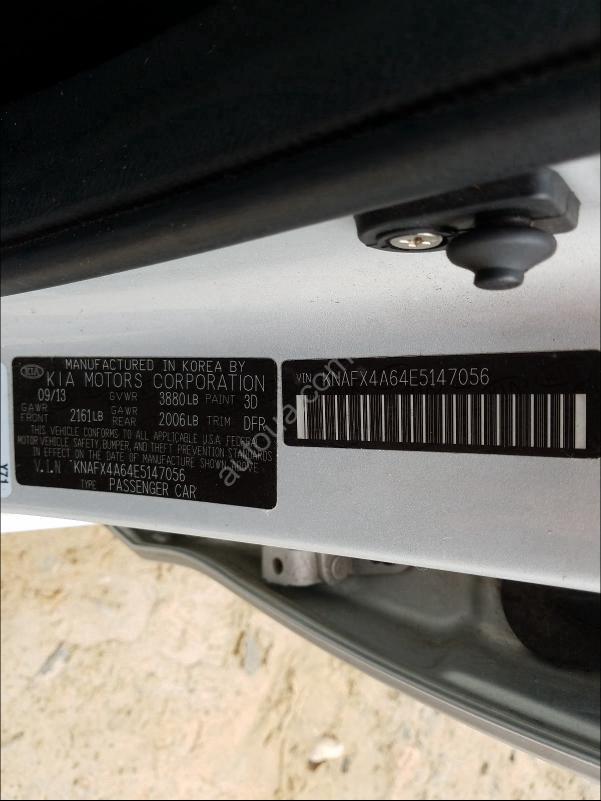 MANUFACTURED IN KOREA BY
KIA KIA MOTORS CORPORATION
09/13 GVWR 3880LB PAINT 3D
GAWR FRONT 2161LB GAWR REAR 2006LB TRIM DFR
THIS VEHICLE CONFORMS TO ALL APPLICABLE U.S.A FEDERAL
MOTOR VEHICLE SAFETY, BUMPER, AND THEFT PREVENTION STANDARDS
IN EFFECT ON THE DATE OF MANUFACTURE SHOWN ABOVE.
V.I.N KNAFX4A64E5147056
TYPE PASSENGER CAR
VIN KNAFX4A64E5147056
X71